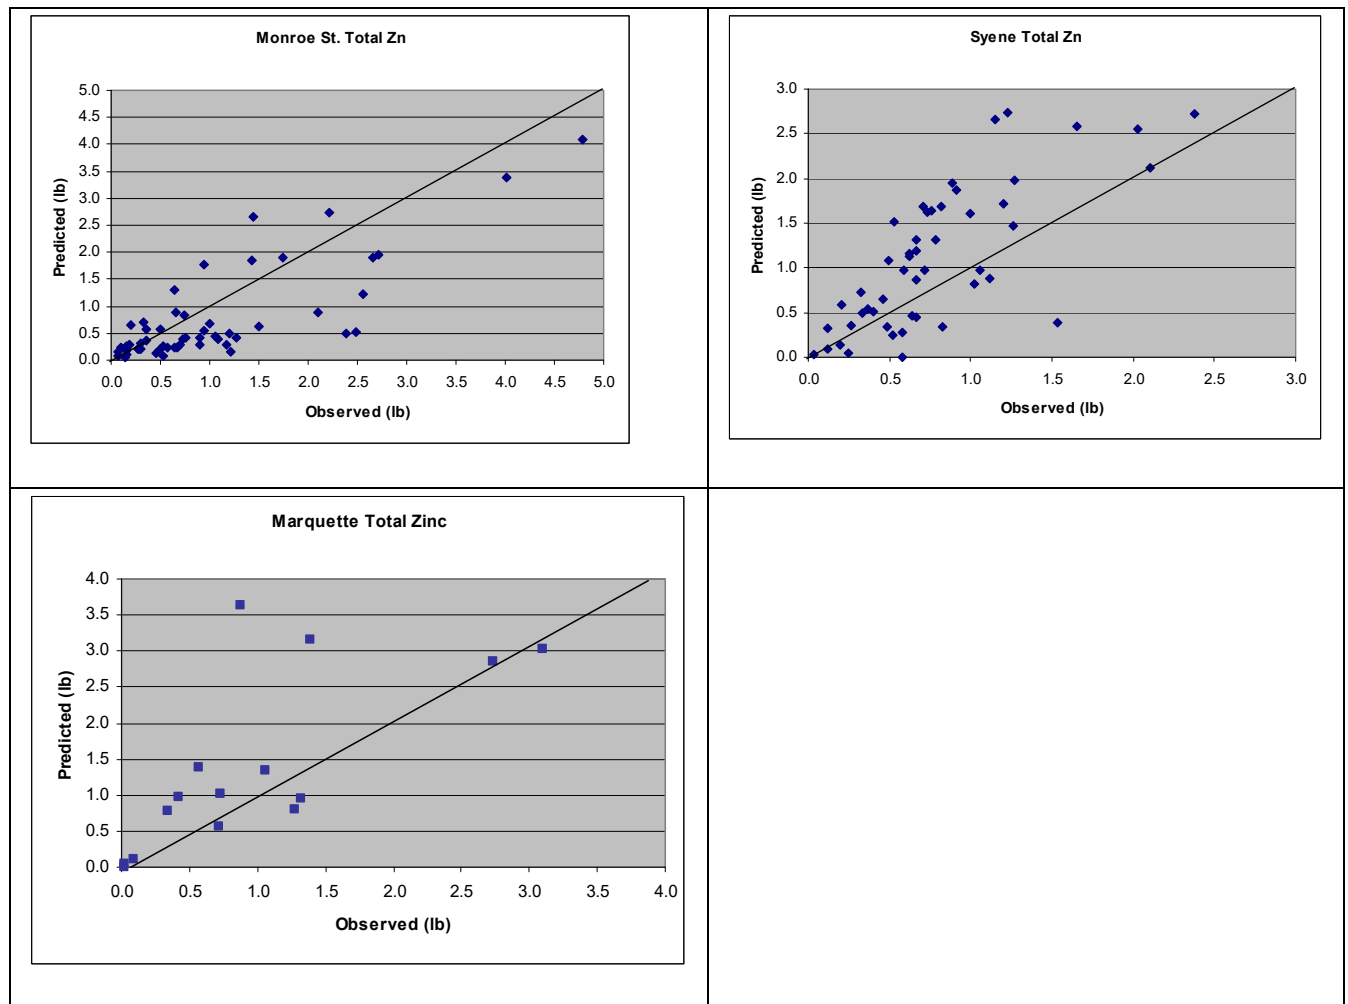 Monroe St. Total Zn
5.0
4.5
4.0
3.5
3.0
2.5
2.0
1.5
1.0
0.5
0.0
Predicted (lb)
0.0 0.5 1.0 1.5 2.0 2.5 3.0 3.5 4.0 4.5 5.0
Observed (lb)
Syene Total Zn
3.0
2.5
2.0
1.5
1.0
0.5
0.0
Predicted (lb)
0.0 0.5 1.0 1.5 2.0 2.5 3.0
Observed (lb)
Marquette Total Zinc
4.0
3.5
3.0
2.5
2.0
1.5
1.0
0.5
0.0
Predicted (lb)
0.0 0.5 1.0 1.5 2.0 2.5 3.0 3.5 4.0
Observed (lb)